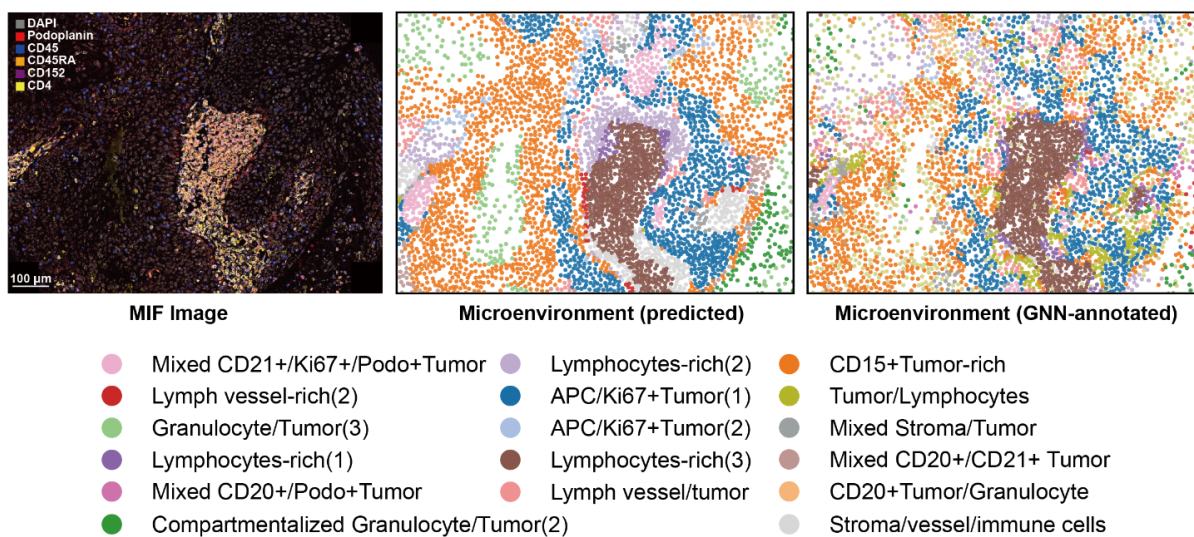 DAPI
Podoplanin
CD45
CD45RA
CD152
CD4
100 µm
MIF Image
Microenvironment (predicted)
Microenvironment (GNN-annotated)
Mixed CD21+/Ki67+/Podo+Tumor
Lymph vessel-rich(2)
Granulocyte/Tumor(3)
Lymphocytes-rich(1)
Mixed CD20+/Podo+Tumor
Compartmentalized Granulocyte/Tumor(2)
Lymphocytes-rich(2)
APC/Ki67+Tumor(1)
APC/Ki67+Tumor(2)
Lymphocytes-rich(3)
Lymph vessel/tumor
CD15+Tumor-rich
Tumor/Lymphocytes
Mixed Stroma/Tumor
Mixed CD20+/CD21+ Tumor
CD20+Tumor/Granulocyte
Stroma/vessel/immune cells